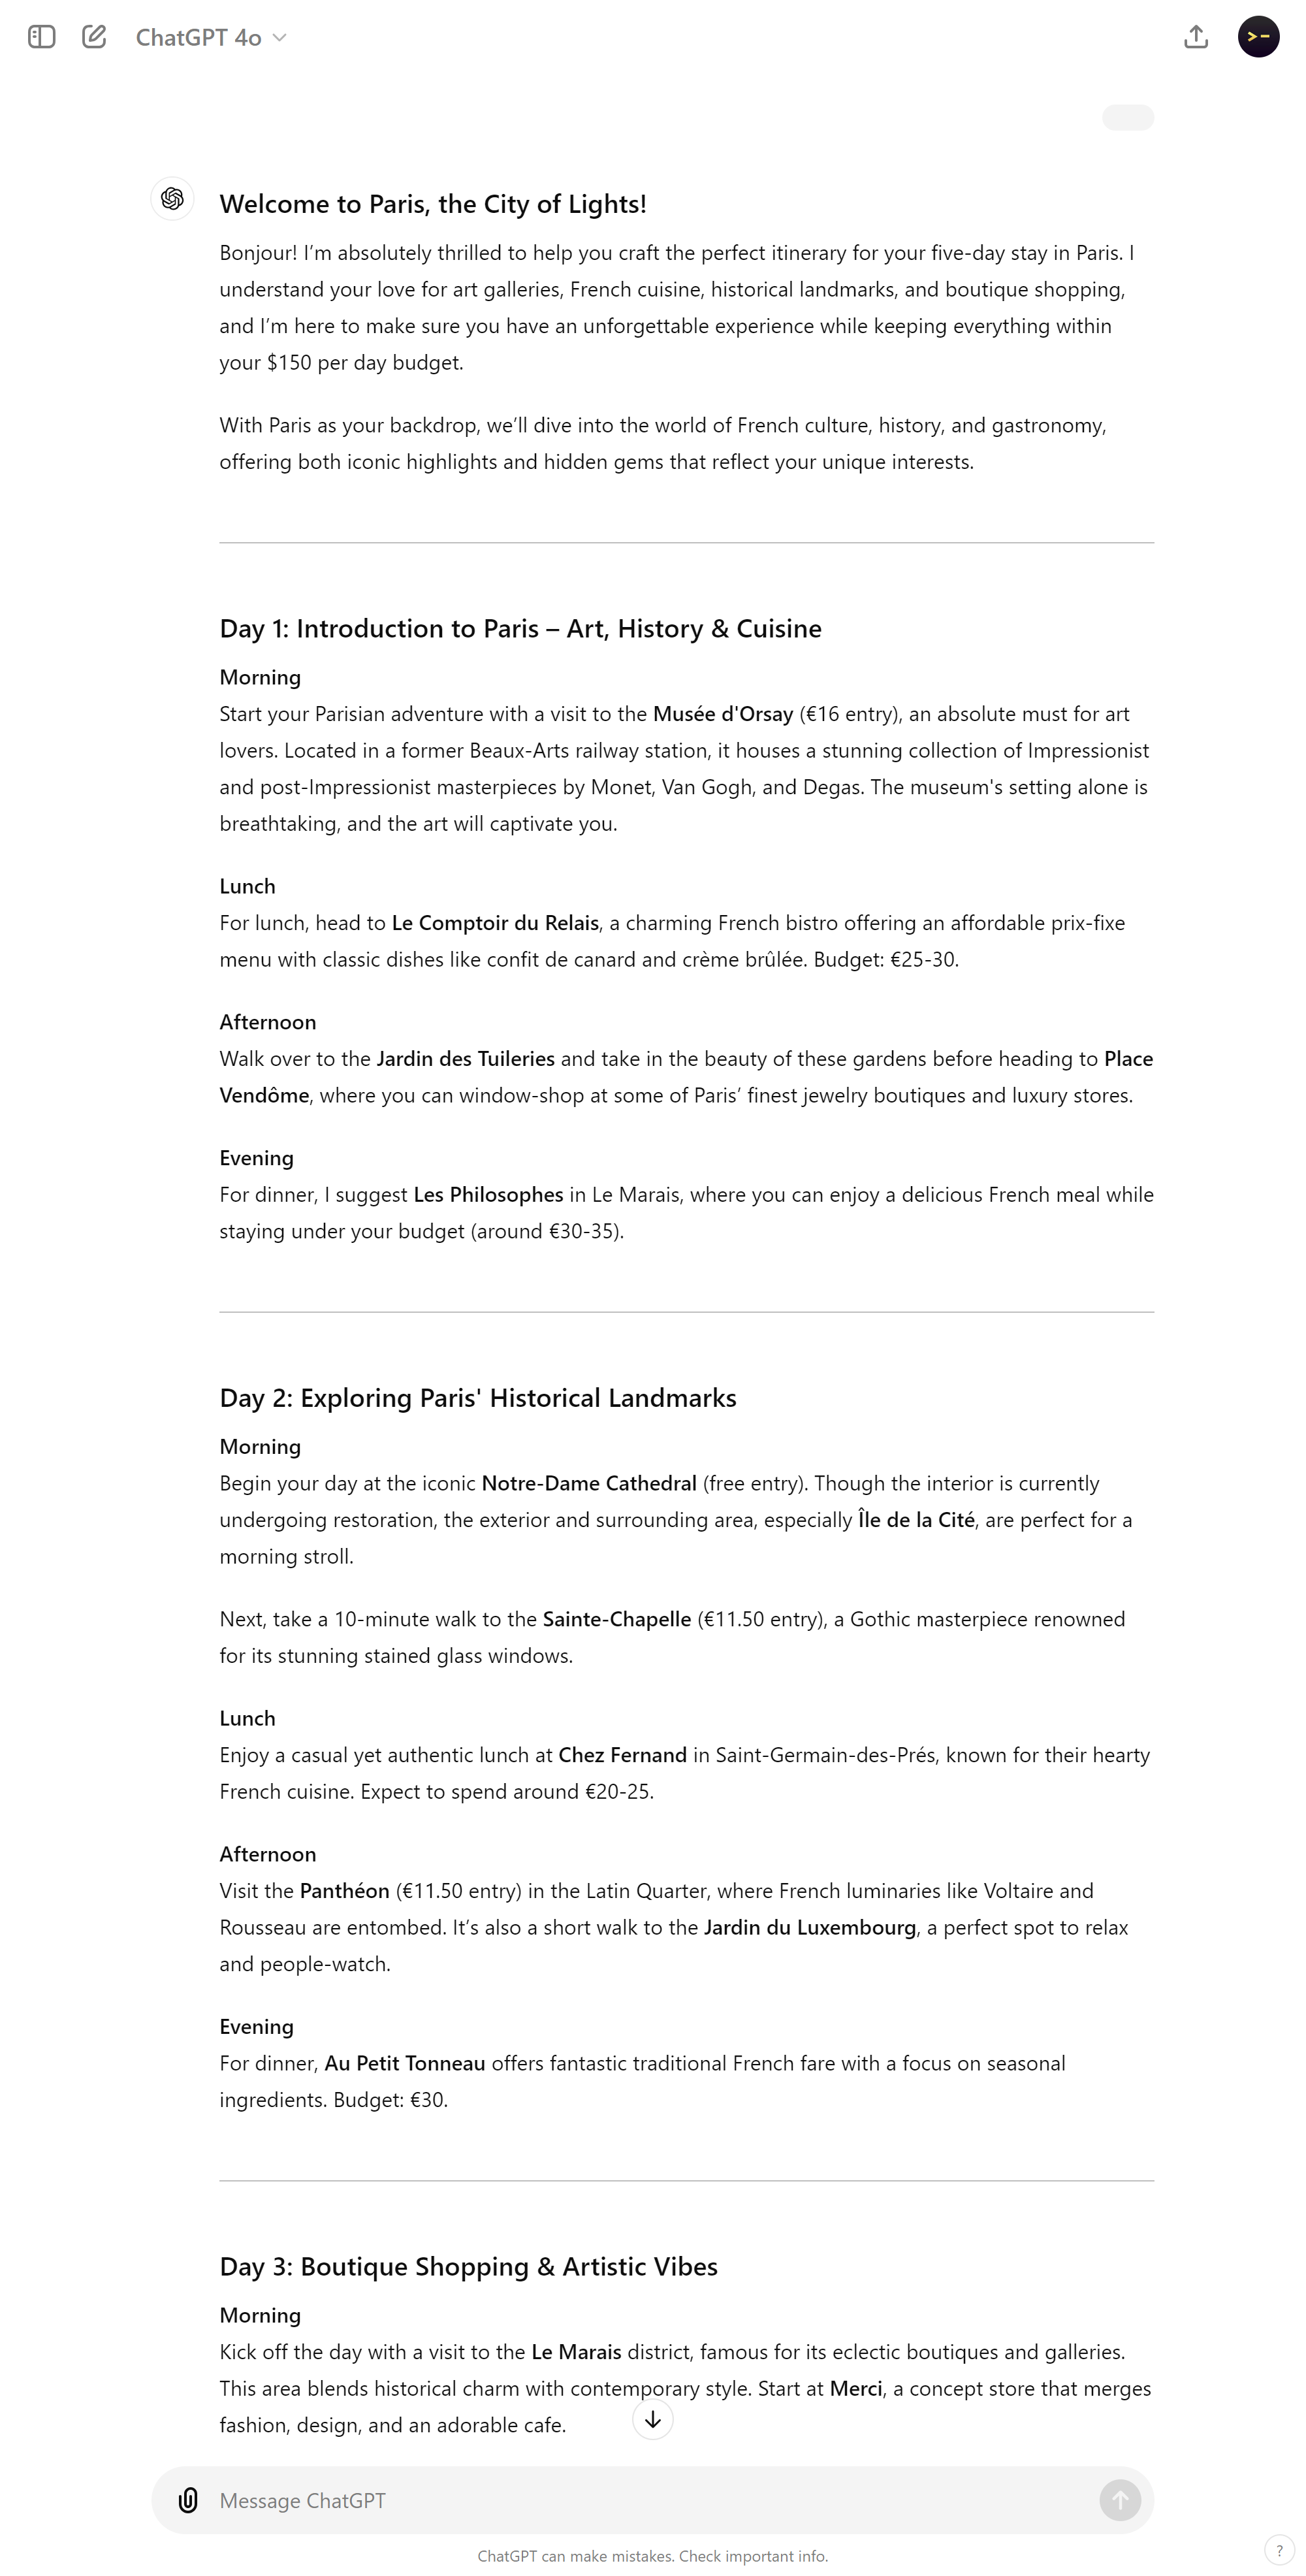 ChatGPT 4o
Welcome to Paris, the City of Lights!
Bonjour! I’m absolutely thrilled to help you craft the perfect itinerary for your five-day stay in Paris. I
understand your love for art galleries, French cuisine, historical landmarks, and boutique shopping,
and I’m here to make sure you have an unforgettable experience while keeping everything within
your $150 per day budget.
With Paris as your backdrop, we’ll dive into the world of French culture, history, and gastronomy,
offering both iconic highlights and hidden gems that reflect your unique interests.
Day 1: Introduction to Paris – Art, History & Cuisine
Morning
Start your Parisian adventure with a visit to the Musée d'Orsay (€16 entry), an absolute must for art
lovers. Located in a former Beaux-Arts railway station, it houses a stunning collection of Impressionist
and post-Impressionist masterpieces by Monet, Van Gogh, and Degas. The museum's setting alone is
breathtaking, and the art will captivate you.
Lunch
For lunch, head to Le Comptoir du Relais, a charming French bistro offering an affordable prix-fixe
menu with classic dishes like confit de canard and crème brûlée. Budget: €25-30.
Afternoon
Walk over to the Jardin des Tuileries and take in the beauty of these gardens before heading to Place
Vendôme, where you can window-shop at some of Paris’ finest jewelry boutiques and luxury stores.
Evening
For dinner, I suggest Les Philosophes in Le Marais, where you can enjoy a delicious French meal while
staying under your budget (around €30-35).
Day 2: Exploring Paris' Historical Landmarks
Morning
Begin your day at the iconic Notre-Dame Cathedral (free entry). Though the interior is currently
undergoing restoration, the exterior and surrounding area, especially Île de la Cité, are perfect for a
morning stroll.
Next, take a 10-minute walk to the Sainte-Chapelle (€11.50 entry), a Gothic masterpiece renowned
for its stunning stained glass windows.
Lunch
Enjoy a casual yet authentic lunch at Chez Fernand in Saint-Germain-des-Prés, known for their hearty
French cuisine. Expect to spend around €20-25.
Afternoon
Visit the Panthéon (€11.50 entry) in the Latin Quarter, where French luminaries like Voltaire and
Rousseau are entombed. It’s also a short walk to the Jardin du Luxembourg, a perfect spot to relax
and people-watch.
Evening
For dinner, Au Petit Tonneau offers fantastic traditional French fare with a focus on seasonal
ingredients. Budget: €30.
Day 3: Boutique Shopping & Artistic Vibes
Morning
Kick off the day with a visit to the Le Marais district, famous for its eclectic boutiques and galleries.
This area blends historical charm with contemporary style. Start at Merci, a concept store that merges
fashion, design, and an adorable cafe.
Message ChatGPT
ChatGPT can make mistakes. Check important info.
?